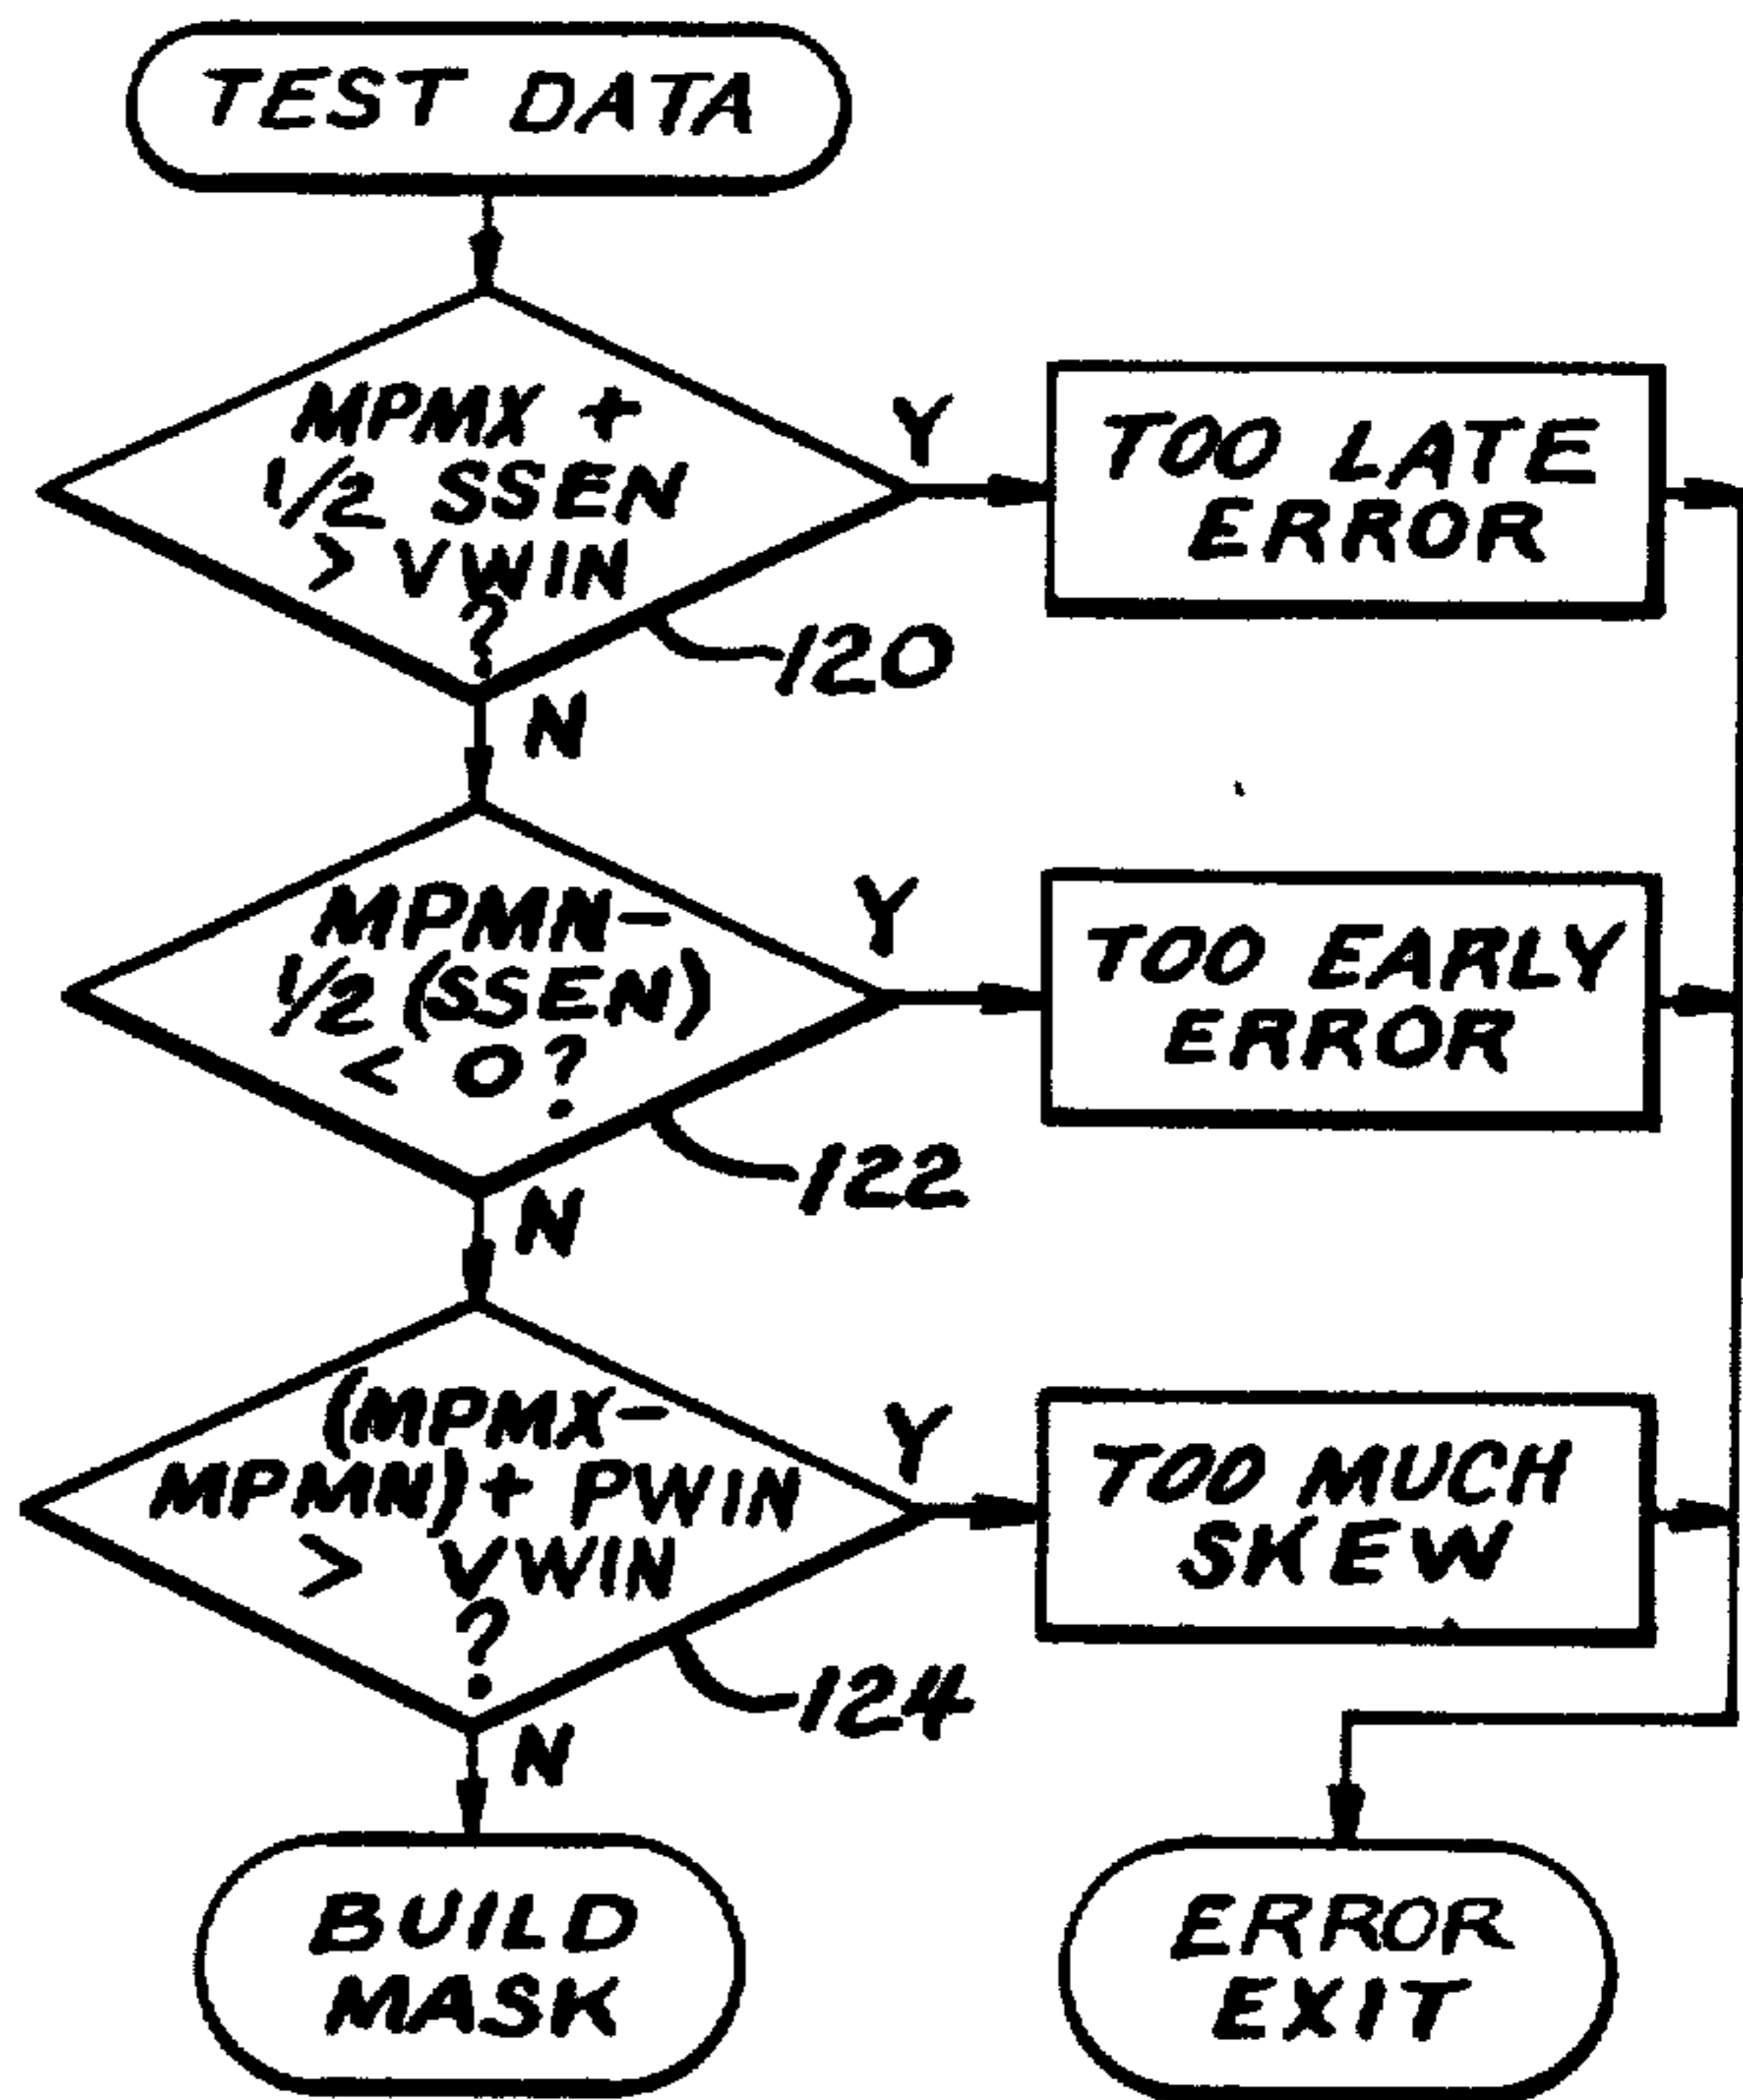 TEST DATA
MPMX +
1/2 SSEN
> VWIN
?
Y
TOO LATE
ERROR
120
N
MPMN-
1/2 (SSEN)
< 0?
Y
TOO EARLY
ERROR
122
N
(MPMX-
MPMN)+ PWIN
> VWIN
?
Y
TOO MUCH
SKEW
124
N
BUILD
MASK
ERROR
EXIT